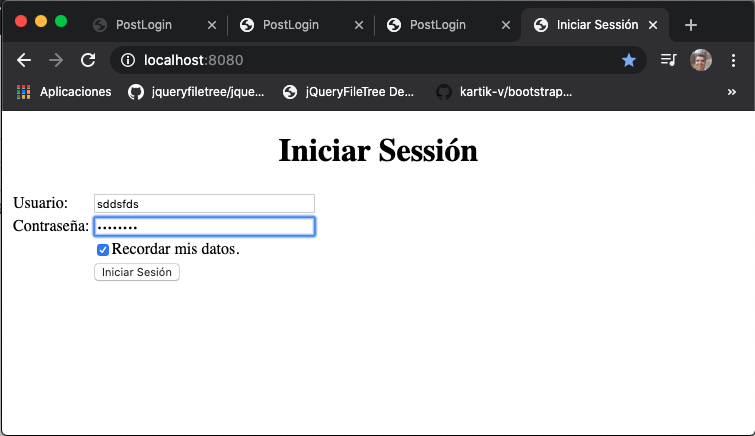 PostLogin PostLogin PostLogin Iniciar Sessión
localhost:8080
Aplicaciones jqueryfiletree/jque... jQueryFileTree De... kartik-v/bootstrap... »
Iniciar Sessión
Usuario: sddsfds
Contraseña: ••••••••
Recordar mis datos.
Iniciar Sesión